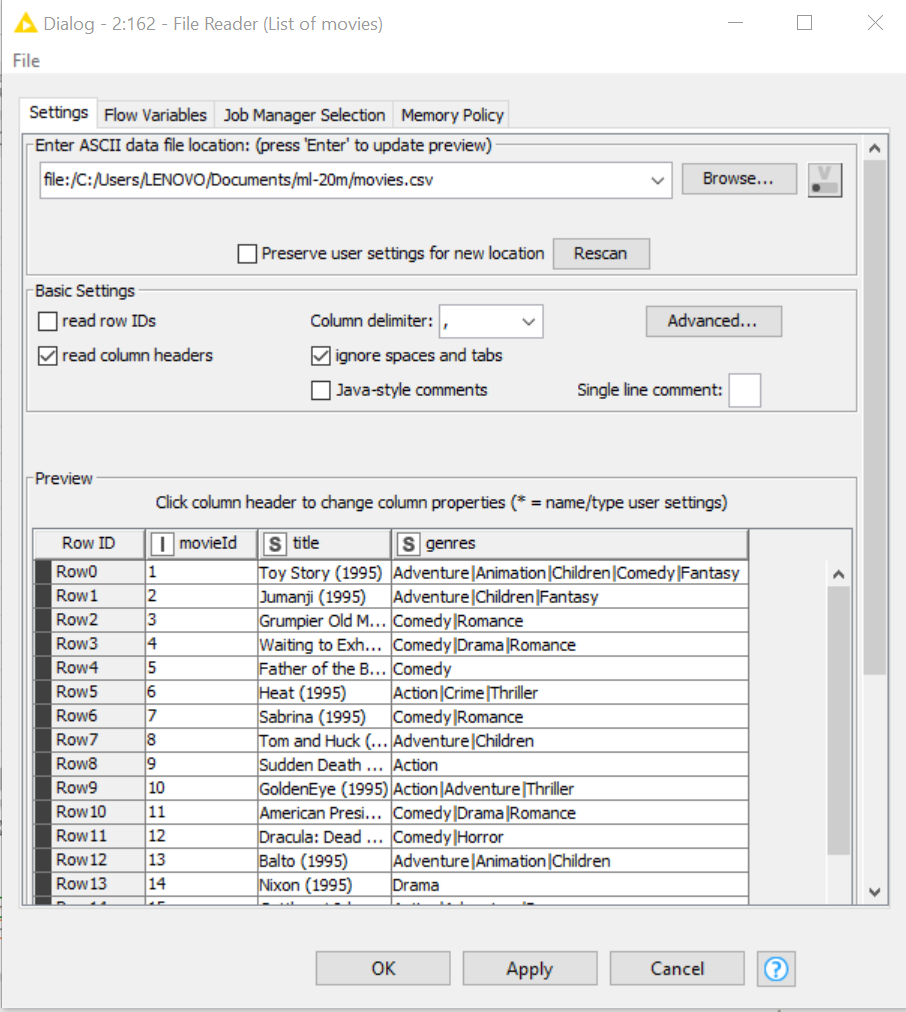 Dialog - 2:162 - File Reader (List of movies)
File
Settings Flow Variables Job Manager Selection Memory Policy
Enter ASCII data file location: (press 'Enter' to update preview)
file:/C:/Users/LENOVO/Documents/ml-20m/movies.csv Browse... V
Preserve user settings for new location Rescan
Basic Settings
read row IDs Column delimiter: , Advanced...
read column headers ignore spaces and tabs
Java-style comments Single line comment:
Preview
Click column header to change column properties (* = name/type user settings)
Row ID I movieId S title S genres
Row0 1 Toy Story (1995) Adventure|Animation|Children|Comedy|Fantasy
Row1 2 Jumanji (1995) Adventure|Children|Fantasy
Row2 3 Grumpier Old M... Comedy|Romance
Row3 4 Waiting to Exh... Comedy|Drama|Romance
Row4 5 Father of the B... Comedy
Row5 6 Heat (1995) Action|Crime|Thriller
Row6 7 Sabrina (1995) Comedy|Romance
Row7 8 Tom and Huck (... Adventure|Children
Row8 9 Sudden Death ... Action
Row9 10 GoldenEye (1995) Action|Adventure|Thriller
Row10 11 American Presi... Comedy|Drama|Romance
Row11 12 Dracula: Dead ... Comedy|Horror
Row12 13 Balto (1995) Adventure|Animation|Children
Row13 14 Nixon (1995) Drama
OK Apply Cancel ?